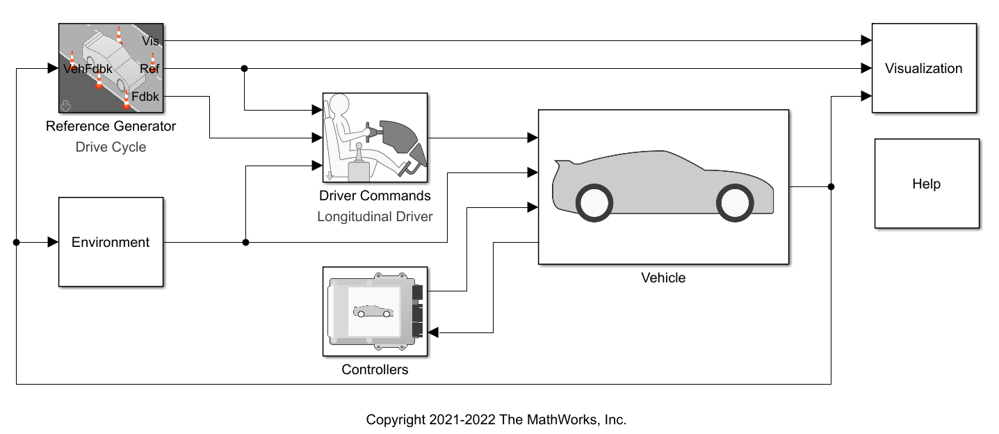 Vis
VehFdbk
Ref
Fdbk
Reference Generator
Drive Cycle
Visualization
Driver Commands
Longitudinal Driver
Help
Environment
Vehicle
Controllers
Copyright 2021-2022 The MathWorks, Inc.